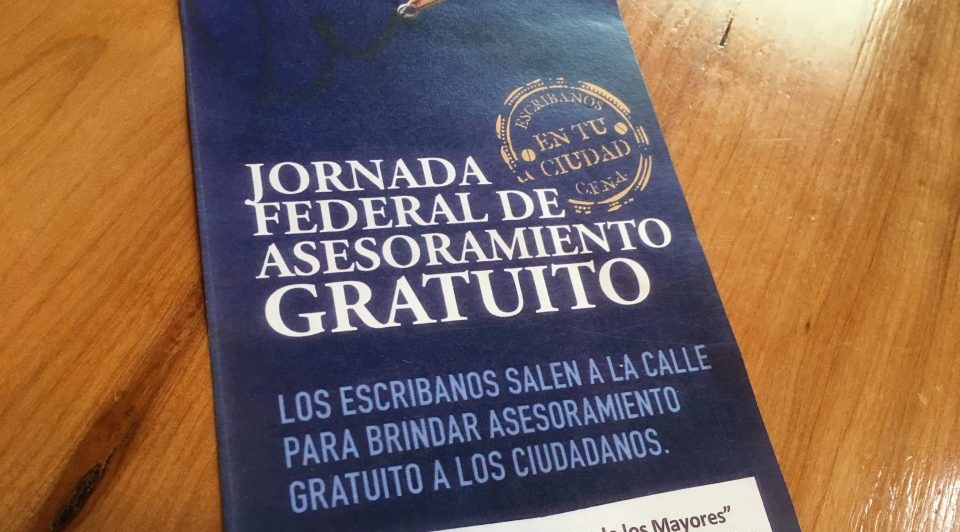 ESCRIBANOS
EN TU
CIUDAD
CFNA
JORNADA
FEDERAL DE
ASESORAMIENTO
GRATUITO
LOS ESCRIBANOS SALEN A LA CALLE
PARA BRINDAR ASESORAMIENTO
GRATUITO A LOS CIUDADANOS.
de los Mayores”